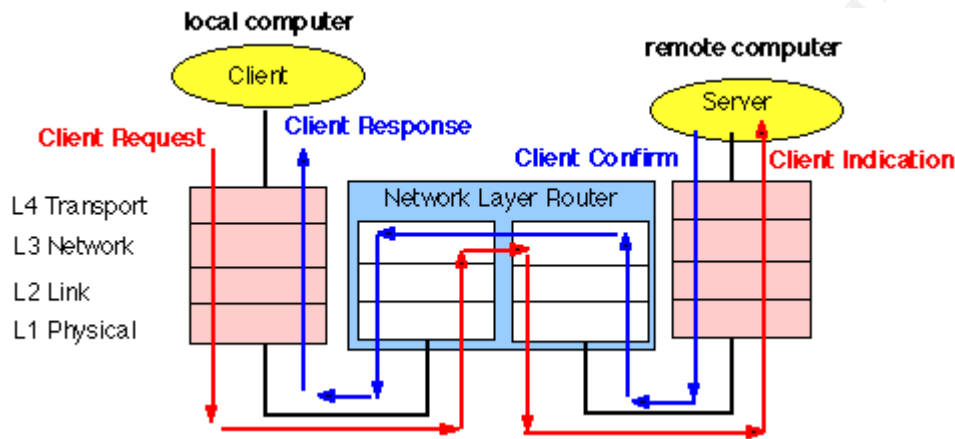 local computer
remote computer
Client
Server
Client Request
Client Response
Client Confirm
Client Indication
Network Layer Router
L4 Transport
L3 Network
L2 Link
L1 Physical